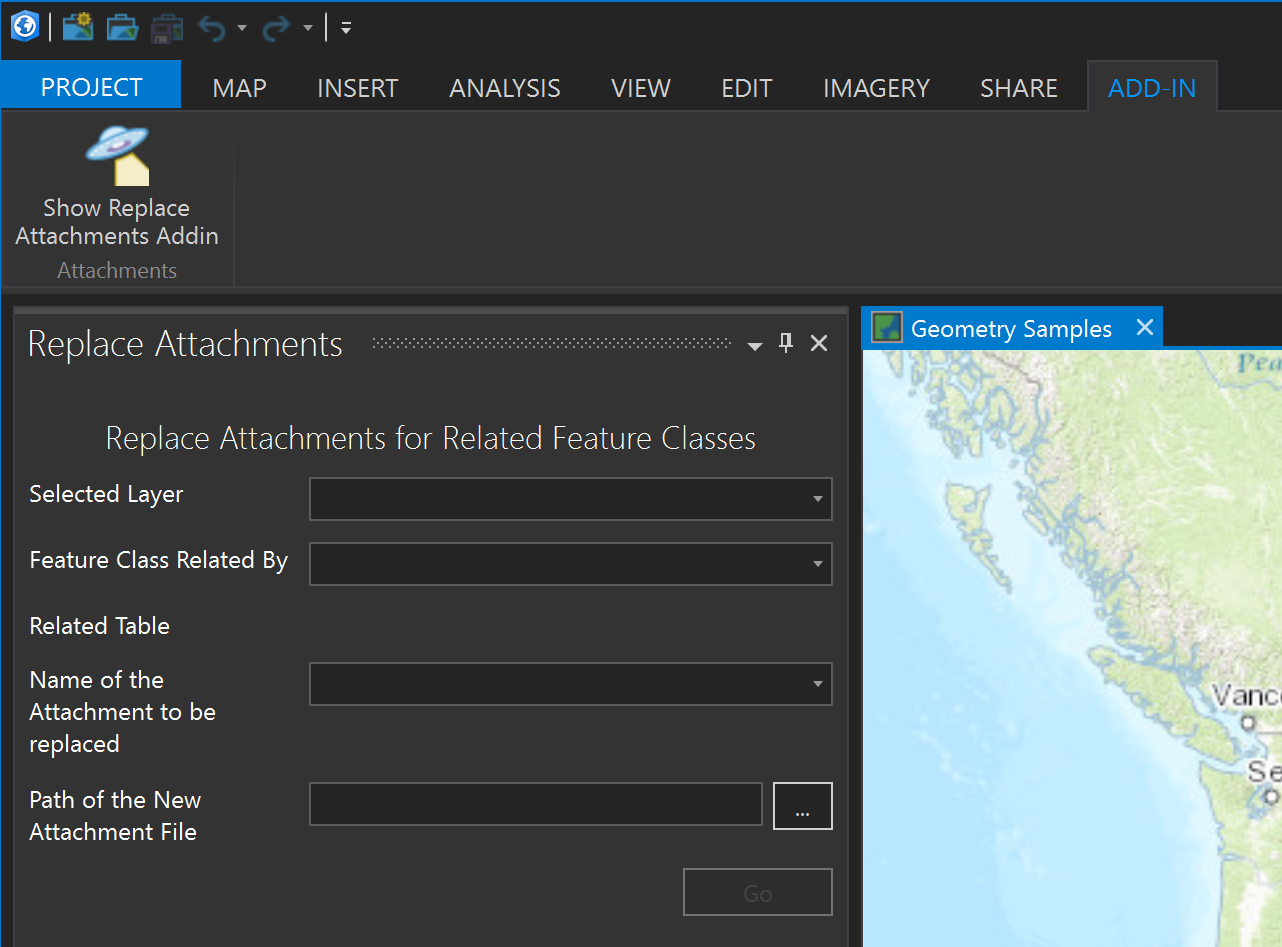 PROJECT MAP INSERT ANALYSIS VIEW EDIT IMAGERY SHARE ADD-IN
Show Replace
Attachments Addin
Attachments
Replace Attachments
Geometry Samples
Replace Attachments for Related Feature Classes
Selected Layer
Feature Class Related By
Related Table
Name of the
Attachment to be
replaced
Path of the New
Attachment File
...
Go
Pea
Vanc
Se